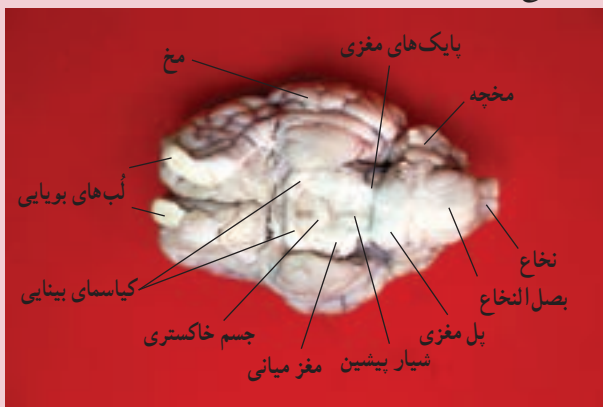 پایک‌های مغزی
مخ
مخچه
لُب‌های بویایی
نخاع
کیاسمای بینایی
بصل‌النخاع
پل مغزی
جسم خاکستری
شیار پیشین
مغز میانی